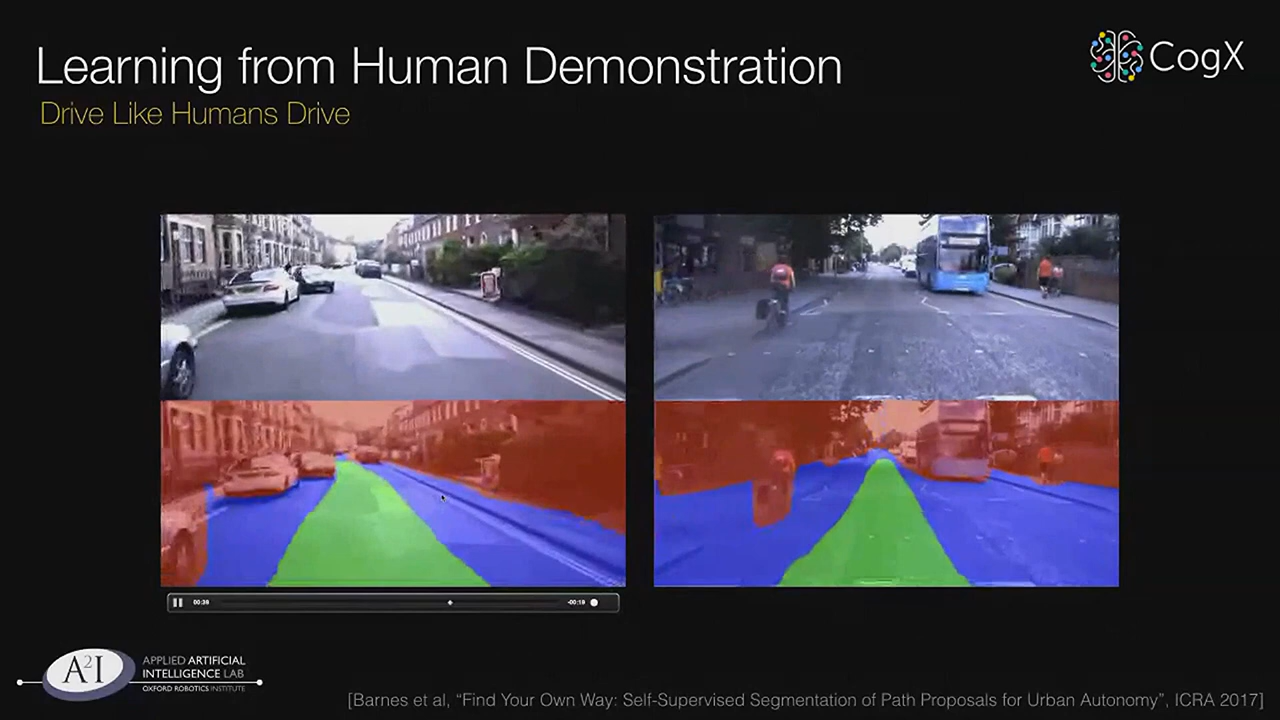 Learning from Human Demonstration
CogX
Drive Like Humans Drive
00:39
-00:19
A²I
APPLIED ARTIFICIAL
INTELLIGENCE LAB
OXFORD ROBOTICS INSTITUTE
[Barnes et al, “Find Your Own Way: Self-Supervised Segmentation of Path Proposals for Urban Autonomy”, ICRA 2017]